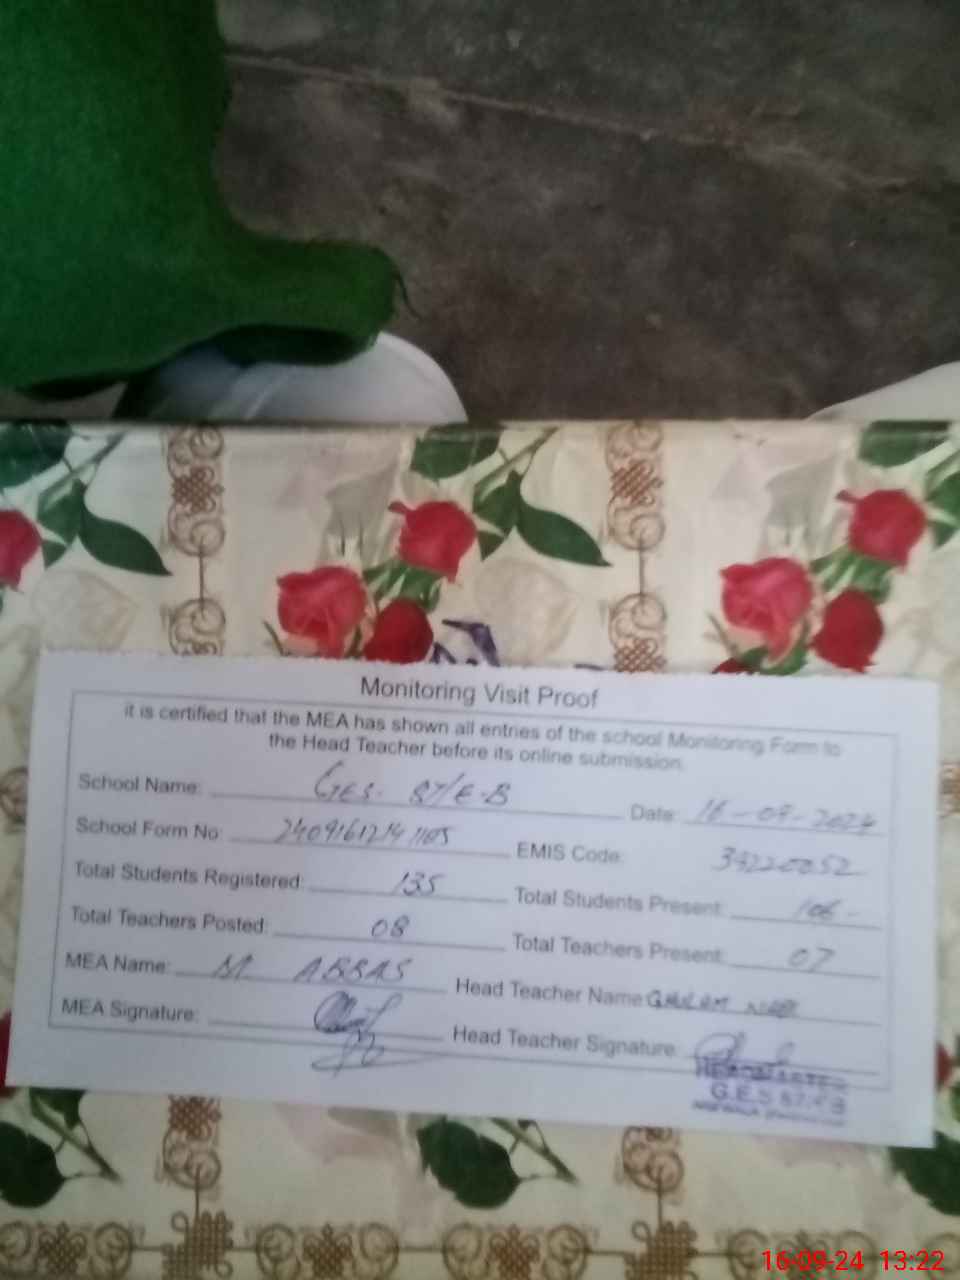 Monitoring Visit Proof
it is certified that the MEA has shown all entries of the school Monitoring Form to
the Head Teacher before its online submission.
School Name: GES. 87/E-B Date: 16-09-2024
School Form No: EMIS Code:
Total Students Registered: 135 Total Students Present: 106-
Total Teachers Posted: 08 Total Teachers Present: 07
MEA Name: M ABBAS Head Teacher Name: GHULAM
MEA Signature: Head Teacher Signature:
HEADMASTER
G.E.S 87/EB
16-09-24 13:22